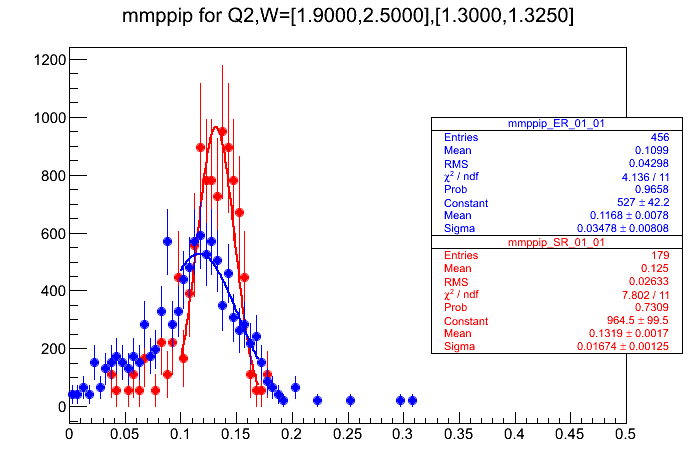 mmppip for Q2,W=[1.9000,2.5000],[1.3000,1.3250]
1200
1000
800
600
400
200
0
0 0.05 0.1 0.15 0.2 0.25 0.3 0.35 0.4 0.45 0.5
mmppip_ER_01_01
Entries 456
Mean 0.1099
RMS 0.04298
χ² / ndf 4.136 / 11
Prob 0.9658
Constant 527 ± 42.2
Mean 0.1168 ± 0.0078
Sigma 0.03478 ± 0.00808
mmppip_SR_01_01
Entries 179
Mean 0.125
RMS 0.02633
χ² / ndf 7.802 / 11
Prob 0.7309
Constant 964.5 ± 99.5
Mean 0.1319 ± 0.0017
Sigma 0.01674 ± 0.00125